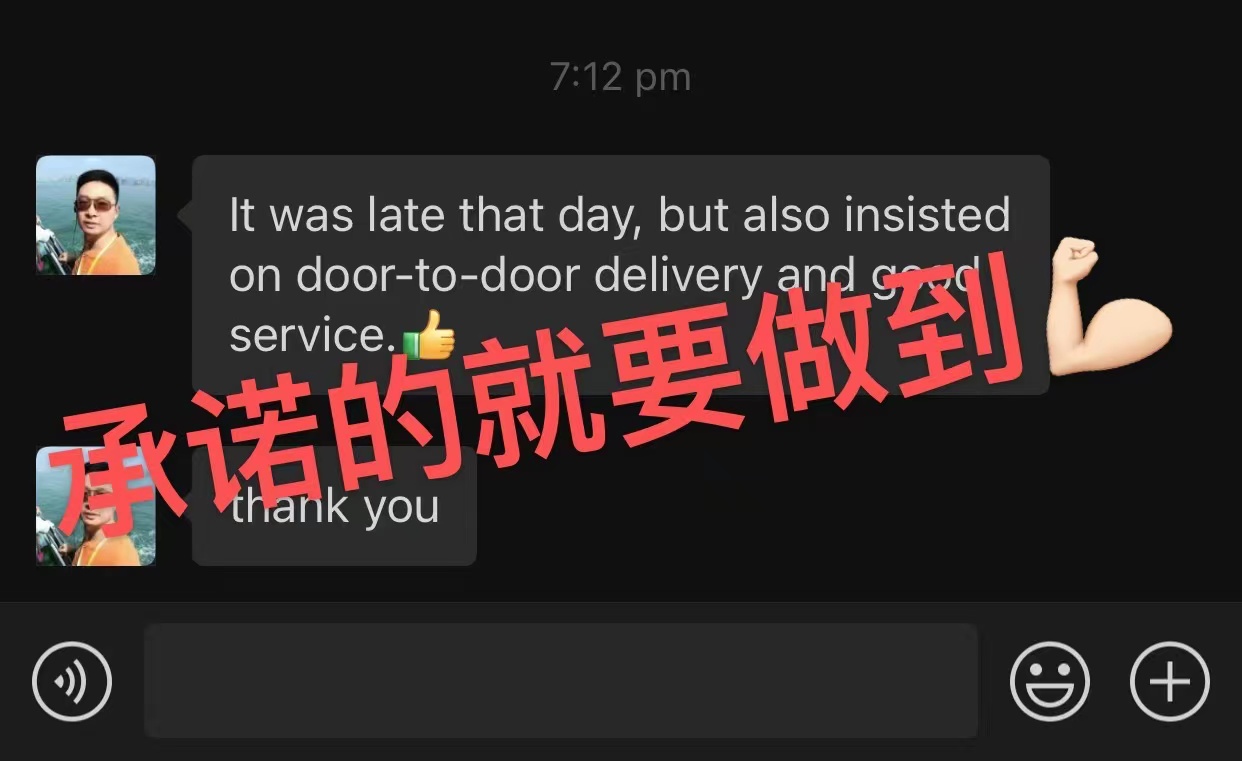 7:12 pm
It was late that day, but also insisted
on door-to-door delivery and good
service.👍
承诺的就要做到
thank you